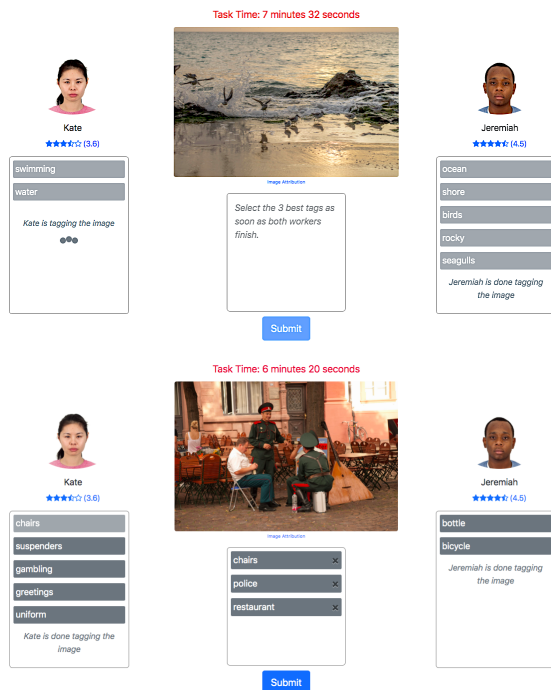 Task Time: 7 minutes 32 seconds
Kate
(3.6)
swimming
water
Kate is tagging the image
Image Attribution
Select the 3 best tags as
soon as both workers
finish.
Submit
Jeremiah
(4.5)
ocean
shore
birds
rocky
seagulls
Jeremiah is done tagging
the image
Task Time: 6 minutes 20 seconds
Kate
(3.6)
chairs
suspenders
gambling
greetings
uniform
Kate is done tagging the
image
Image Attribution
chairs ×
police ×
restaurant ×
Submit
Jeremiah
(4.5)
bottle
bicycle
Jeremiah is done tagging
the image